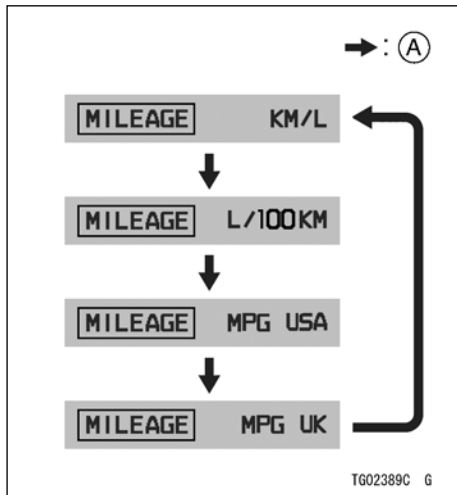 : A
MILEAGE KM/L
MILEAGE L/100KM
MILEAGE MPG USA
MILEAGE MPG UK
TG02389C G